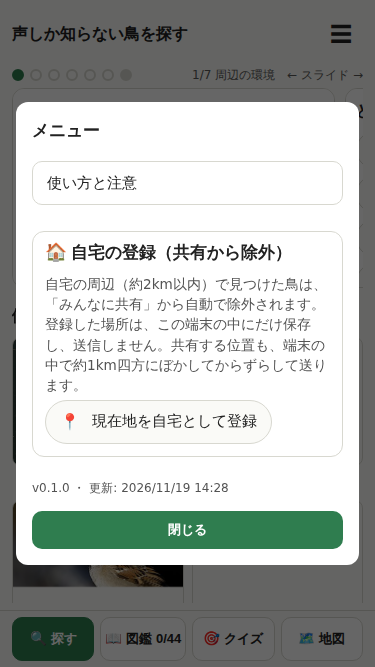 声しか知らない鳥を探す
☰
1/7 周辺の環境 ← スライド →
メニュー
使い方と注意
🏠 自宅の登録（共有から除外）
自宅の周辺（約2km以内）で見つけた鳥は、
「みんなに共有」から自動で除外されます。
登録した場所は、この端末の中にだけ保存
し、送信しません。共有する位置も、端末の
中で約1km四方にぼかしてからずらして送り
ます。
📍 現在地を自宅として登録
v0.1.0 ・ 更新: 2026/11/19 14:28
閉じる
🔍 探す
📖 図鑑 0/44
🎯 クイズ
🗺️ 地図